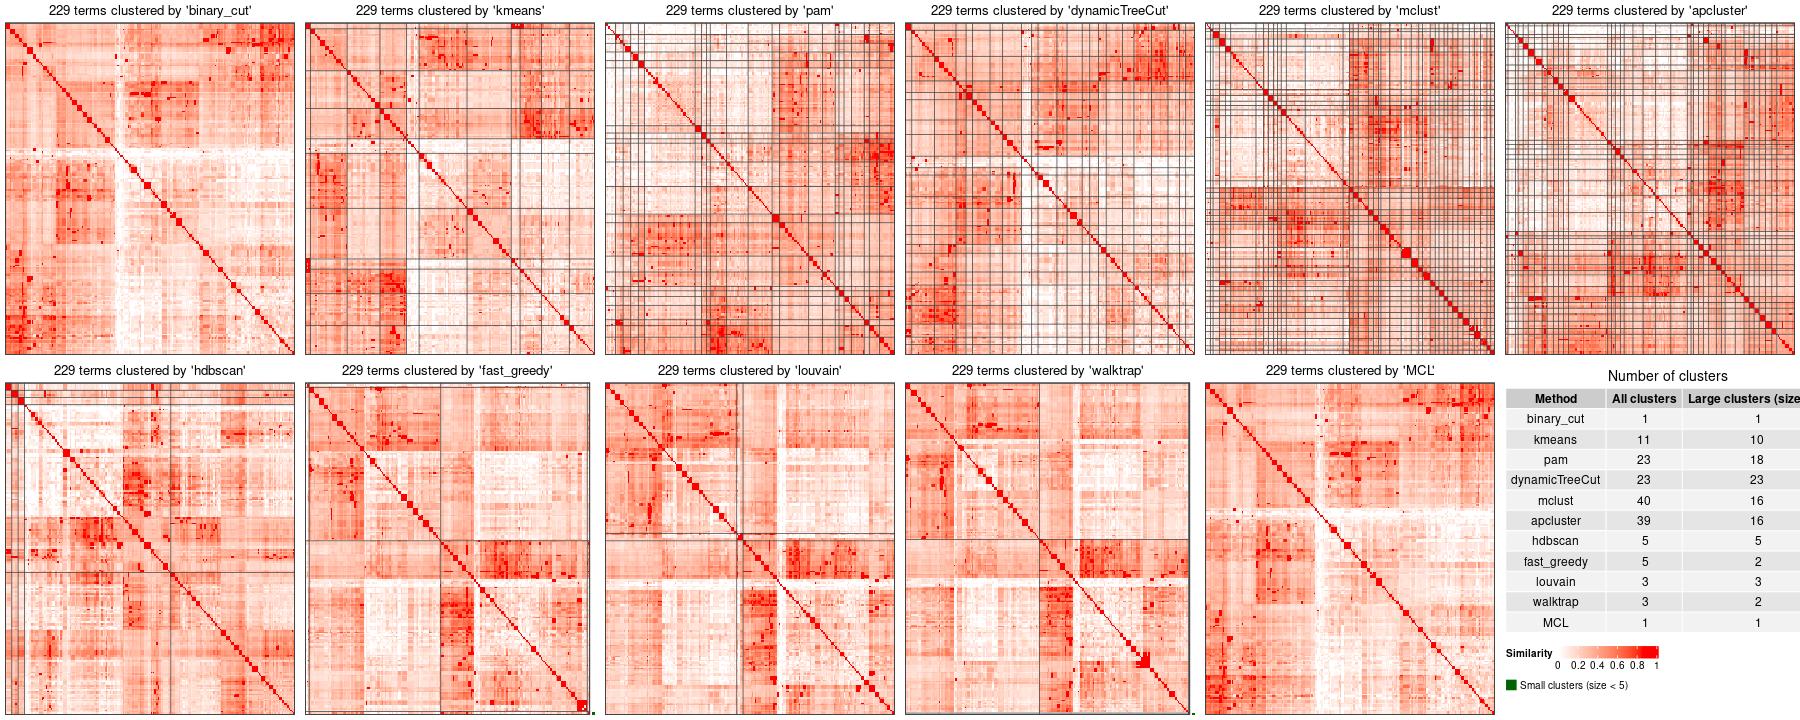 229 terms clustered by 'binary_cut'
229 terms clustered by 'kmeans'
229 terms clustered by 'pam'
229 terms clustered by 'dynamicTreeCut'
229 terms clustered by 'mclust'
229 terms clustered by 'apcluster'
229 terms clustered by 'hdbscan'
229 terms clustered by 'fast_greedy'
229 terms clustered by 'louvain'
229 terms clustered by 'walktrap'
229 terms clustered by 'MCL'
Number of clusters
Method All clusters Large clusters (size
binary_cut 1 1
kmeans 11 10
pam 23 18
dynamicTreeCut 23 23
mclust 40 16
apcluster 39 16
hdbscan 5 5
fast_greedy 5 2
louvain 3 3
walktrap 3 2
MCL 1 1
Similarity
0 0.2 0.4 0.6 0.8 1
Small clusters (size < 5)